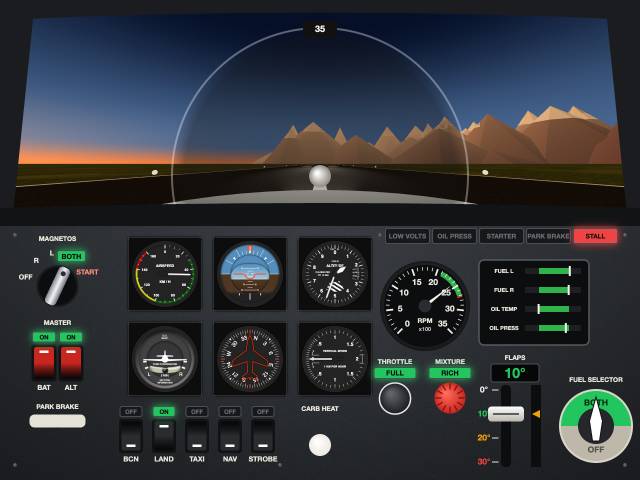 35
MAGNETOS
OFF
R
L
BOTH
START
MASTER
ON ON
BAT ALT
PARK BRAKE
AIRSPEED
VERTICAL SPEED
OFF ON OFF OFF OFF
BCN LAND TAXI NAV STROBE
CARB HEAT
LOW VOLTS OIL PRESS STARTER PARK BRAKE STALL
0 5 10 15 20 25 30 35
RPM
x100
FUEL L
FUEL R
OIL TEMP
OIL PRESS
THROTTLE
FULL
MIXTURE
RICH
FLAPS
10°
0°
10°
20°
30°
FUEL SELECTOR
BOTH
OFF